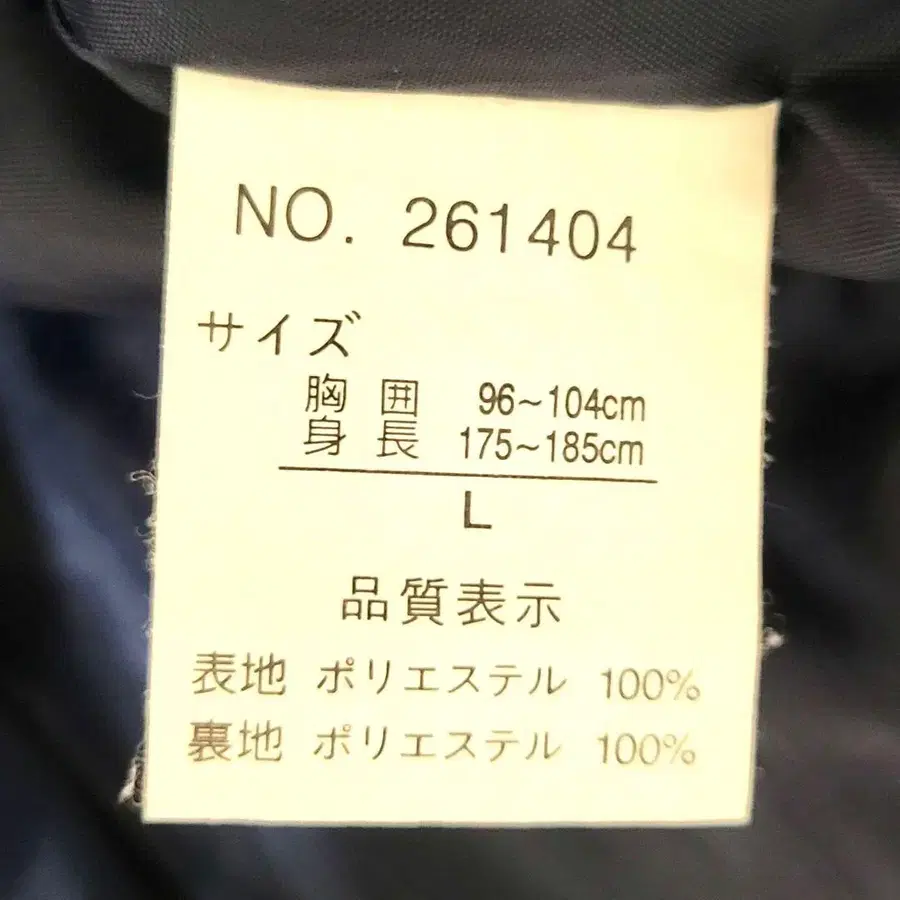 NO. 261404
サイズ
胸 囲 96~104cm
身 長 175~185cm
L
品質表示
表地 ポリエステル 100%
裏地 ポリエステル 100%